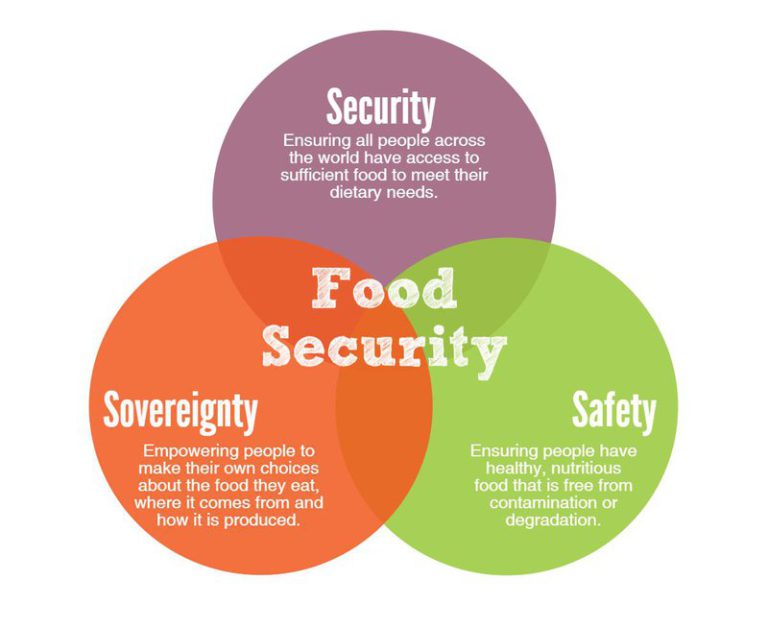 Security
Ensuring all people across
the world have access to
sufficient food to meet their
dietary needs.
Food
Security
Sovereignty
Empowering people to
make their own choices
about the food they eat,
where it comes from and
how it is produced.
Safety
Ensuring people have
healthy, nutritious
food that is free from
contamination or
degradation.